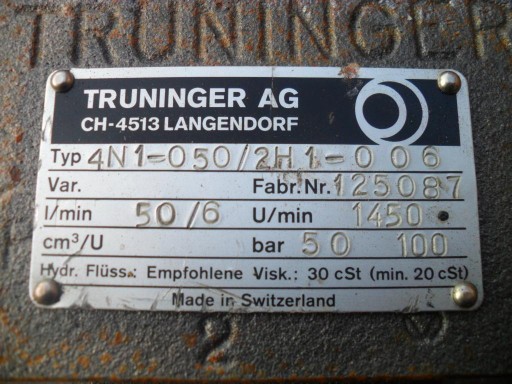 TRUNINGER
TRUNINGER AG
CH-4513 LANGENDORF
Typ 4N1-050/2H1-006
Var. Fabr.Nr. 125087
l/min 50/6 U/min 1450
cm³/U bar 50 100
Hydr. Flüss.: Empfohlene Visk.: 30 cSt (min. 20 cSt)
Made in Switzerland
2